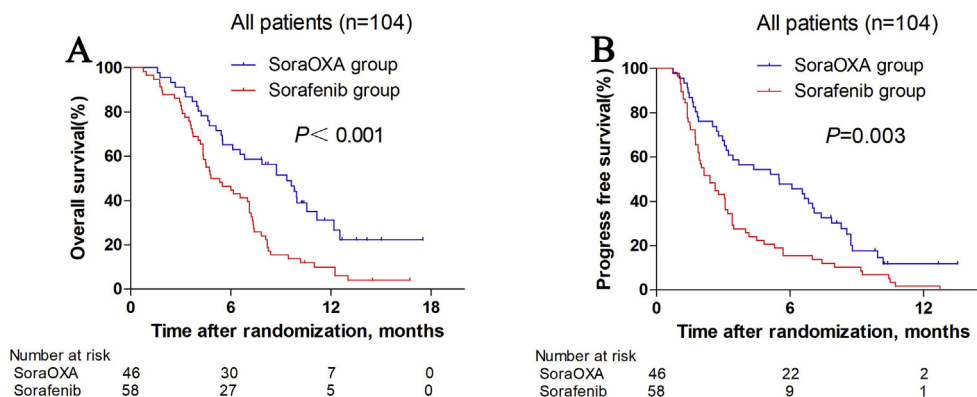 All patients (n=104)
A
SoraOXA group
Sorafenib group
P< 0.001
Overall survival(%)
100
80
60
40
20
0
0 6 12 18
Time after randomization, months
Number at risk
SoraOXA 46 30 7 0
Sorafenib 58 27 5 0
All patients (n=104)
B
SoraOXA group
Sorafenib group
P=0.003
Progress free survival(%)
100
80
60
40
20
0
0 6 12
Time after randomization, months
Number at risk
SoraOXA 46 22 2
Sorafenib 58 9 1